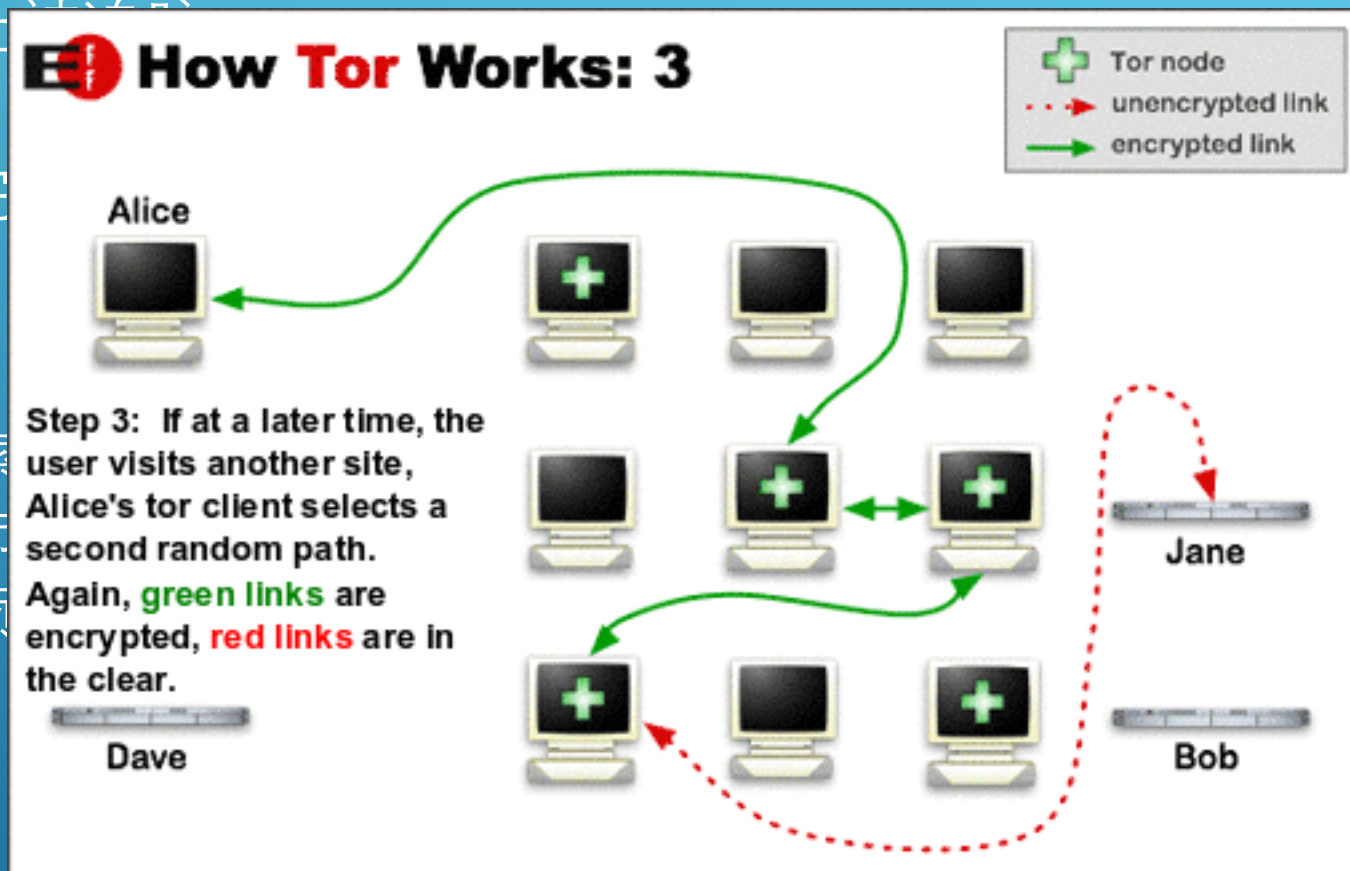 EFF How Tor Works: 3
Tor node
unencrypted link
encrypted link
Alice
Step 3: If at a later time, the
user visits another site,
Alice's tor client selects a
second random path.
Again, green links are
encrypted, red links are in
the clear.
Jane
Dave
Bob